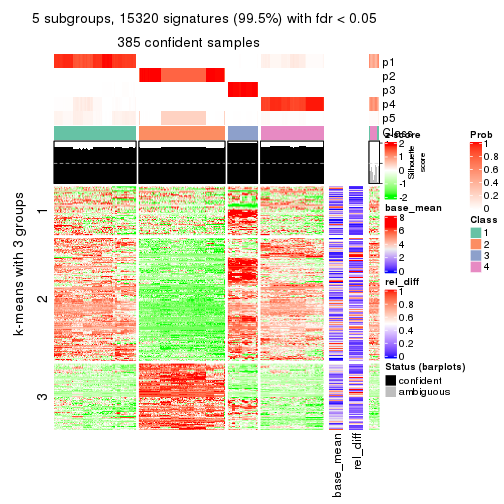 5 subgroups, 15320 signatures (99.5%) with fdr < 0.05
385 confident samples
p1
p2
p3
p4
p5
Class
z-score
2
1
0
-1
-2
Silhouette
score
Prob
1
0.8
0.6
0.4
0.2
0
base_mean
8
6
4
2
0
Class
1
2
3
4
rel_diff
1
0.8
0.6
0.4
0.2
0
Status (barplots)
confident
ambiguous
k-means with 3 groups
1
2
3
base_mean
rel_diff